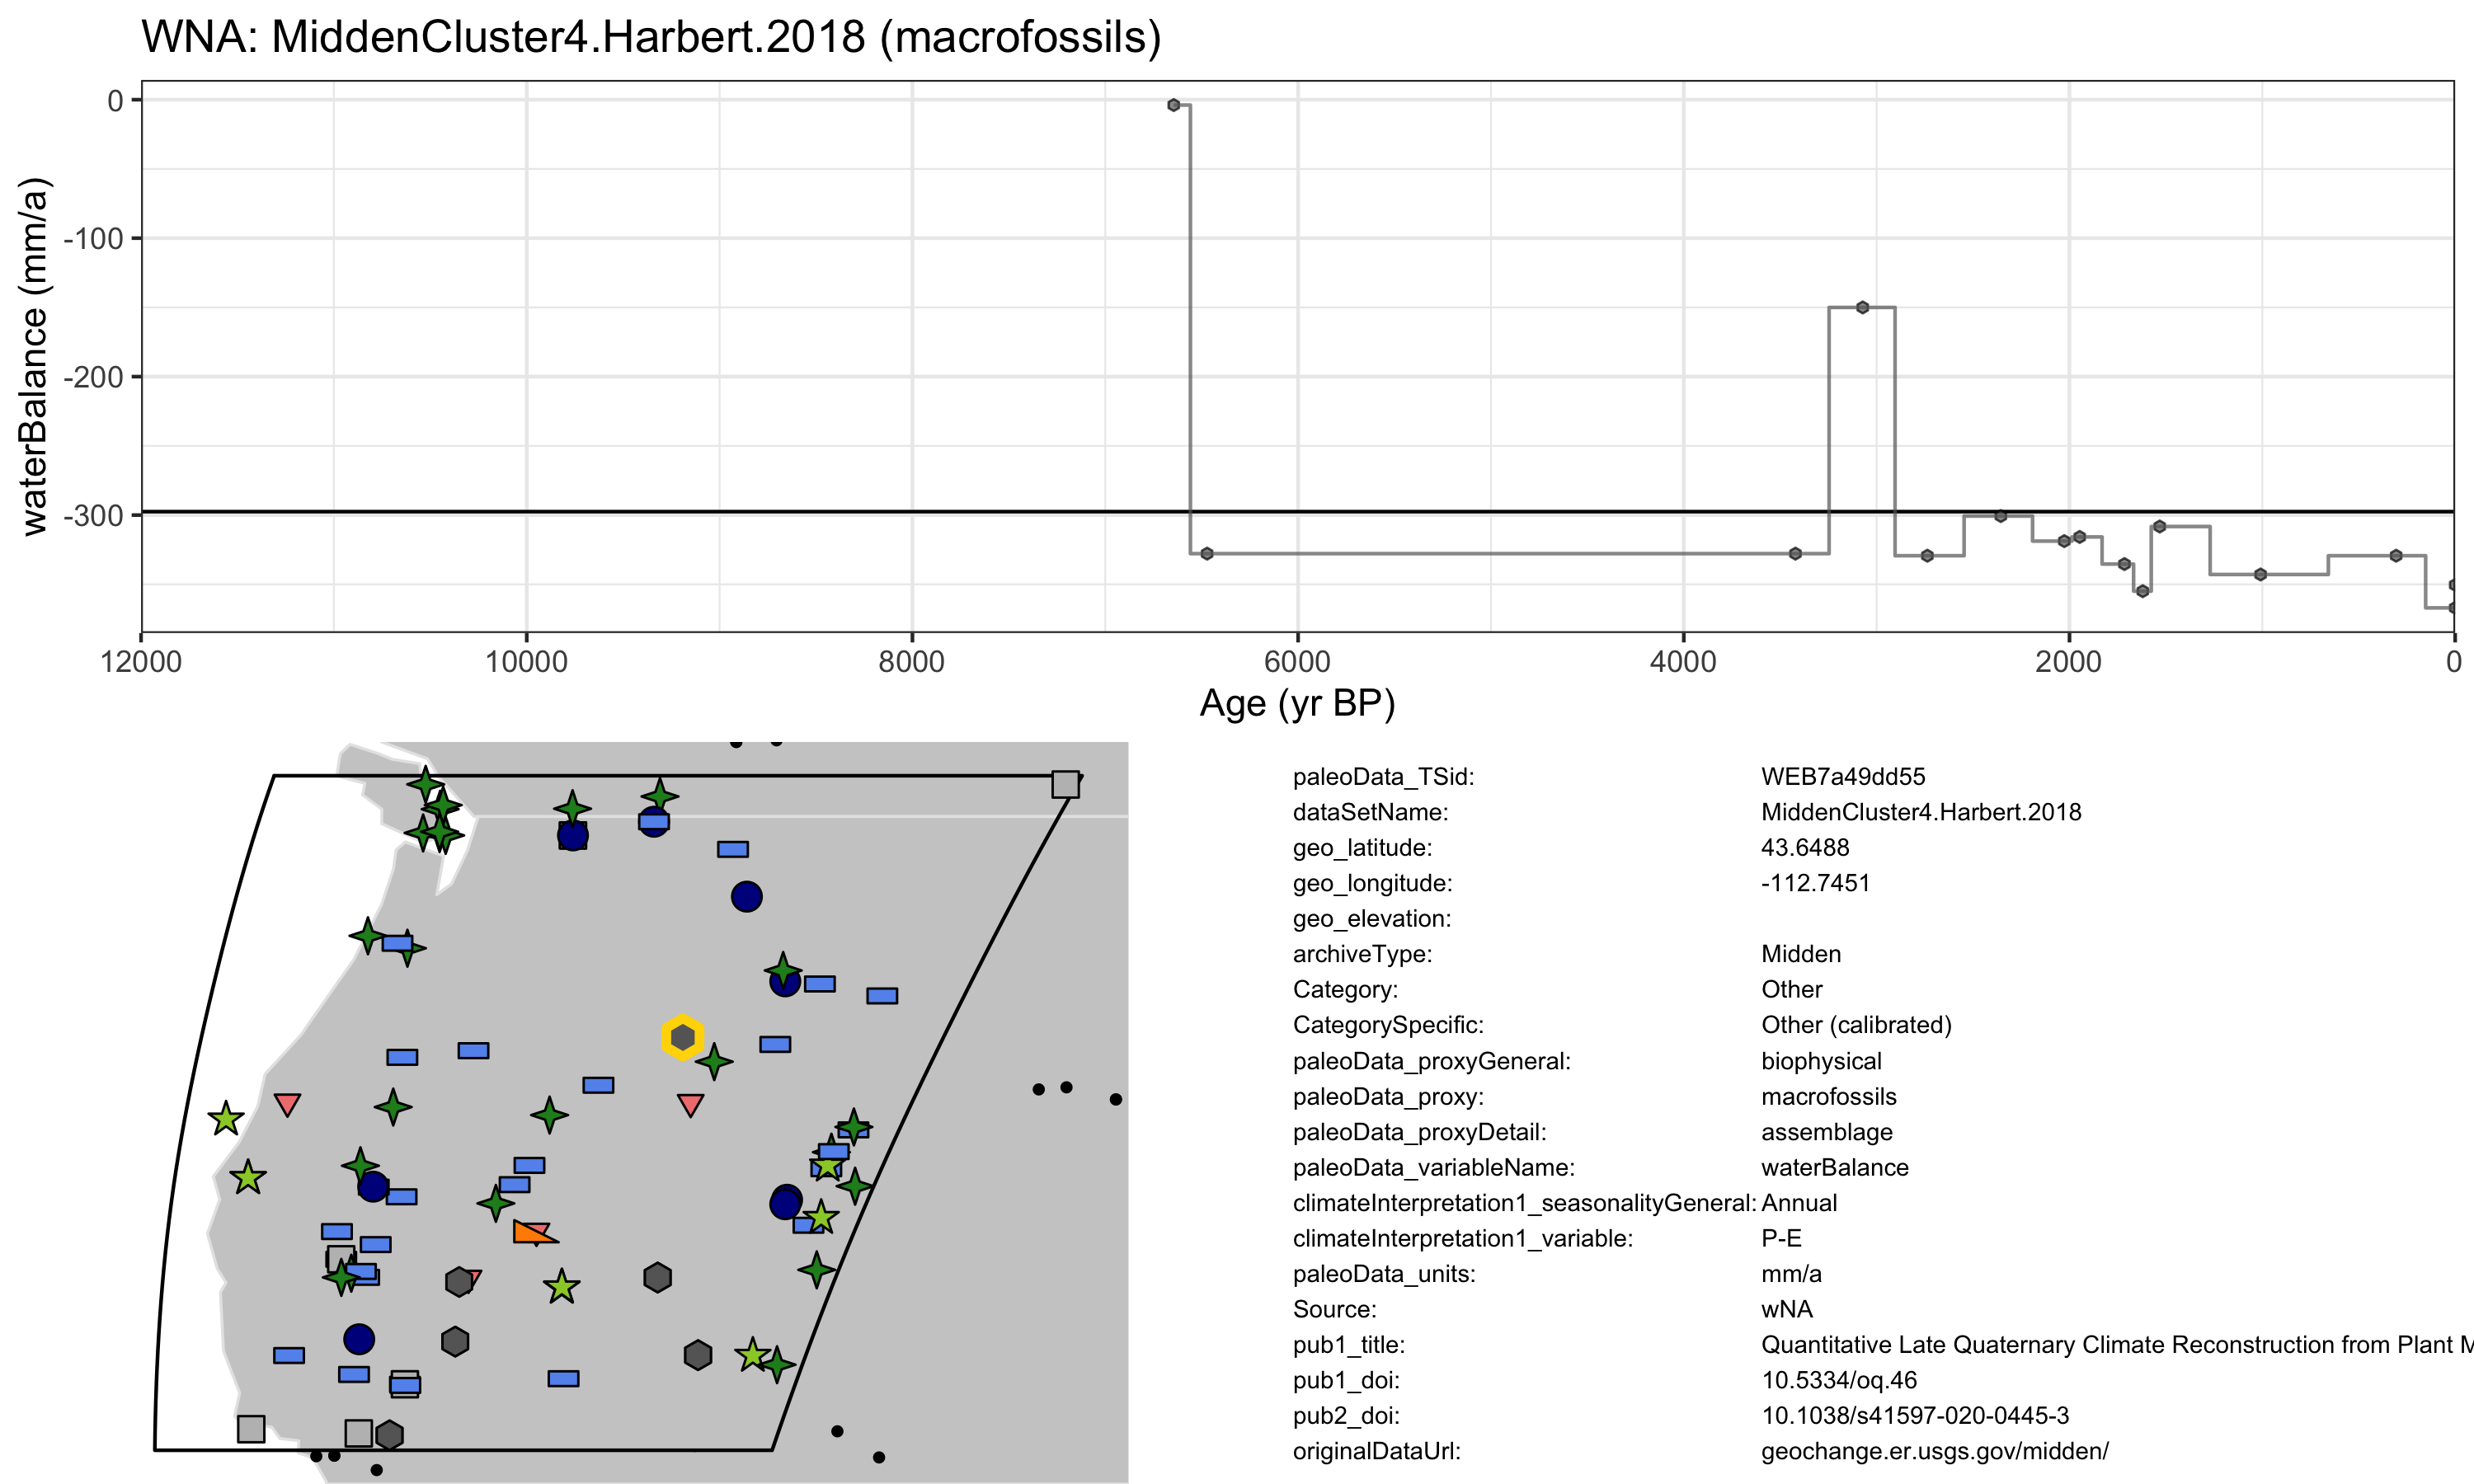 WNA: MiddenCluster4.Harbert.2018 (macrofossils)
waterBalance (mm/a)
0
-100
-200
-300
12000 10000 8000 6000 4000 2000 0
Age (yr BP)
paleoData_TSid: WEB7a49dd55
dataSetName: MiddenCluster4.Harbert.2018
geo_latitude: 43.6488
geo_longitude: -112.7451
geo_elevation:
archiveType: Midden
Category: Other
CategorySpecific: Other (calibrated)
paleoData_proxyGeneral: biophysical
paleoData_proxy: macrofossils
paleoData_proxyDetail: assemblage
paleoData_variableName: waterBalance
climateInterpretation1_seasonalityGeneral: Annual
climateInterpretation1_variable: P-E
paleoData_units: mm/a
Source: wNA
pub1_title: Quantitative Late Quaternary Climate Reconstruction from Plant
pub1_doi: 10.5334/oq.46
pub2_doi: 10.1038/s41597-020-0445-3
originalDataUrl: geochange.er.usgs.gov/midden/